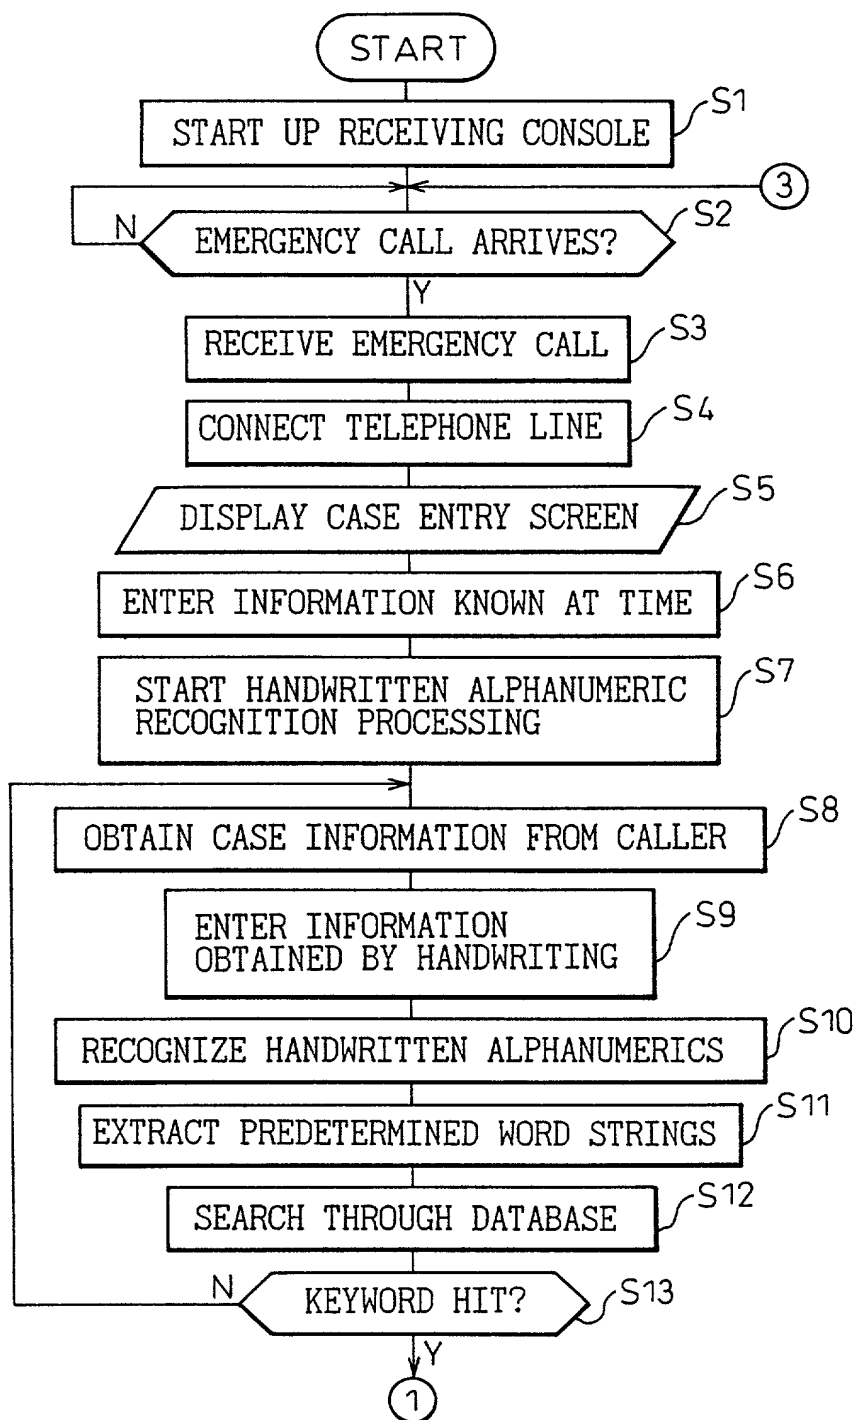 START
S1
START UP RECEIVING CONSOLE
3
S2
N
EMERGENCY CALL ARRIVES?
Y
S3
RECEIVE EMERGENCY CALL
S4
CONNECT TELEPHONE LINE
S5
DISPLAY CASE ENTRY SCREEN
S6
ENTER INFORMATION KNOWN AT TIME
S7
START HANDWRITTEN ALPHANUMERIC
RECOGNITION PROCESSING
S8
OBTAIN CASE INFORMATION FROM CALLER
S9
ENTER INFORMATION
OBTAINED BY HANDWRITING
S10
RECOGNIZE HANDWRITTEN ALPHANUMERICS
S11
EXTRACT PREDETERMINED WORD STRINGS
S12
SEARCH THROUGH DATABASE
N
S13
KEYWORD HIT?
Y
1